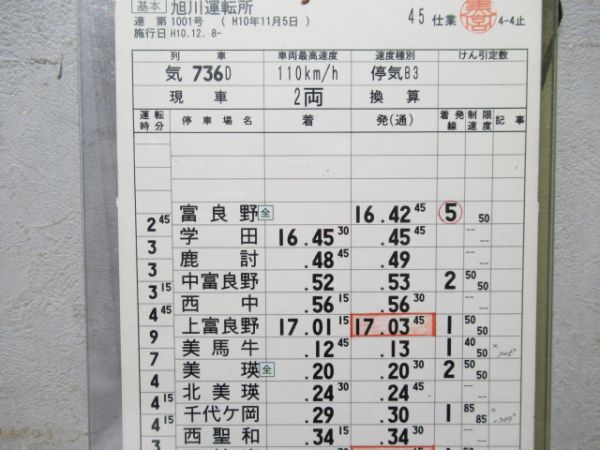 基本 旭川運転所
運 第1001号 ( H10年11月5日 ) 45 仕業 4-4止
施行日 H10.12. 8-
列 車 車両最高速度 速度種別 けん引定数
気 736D 110km/h 停気B3
現 車 2両 換 算
運転時分 停 車 場 名 着 発(通) 着発線 制限速度 記 事
富 良 野 全 16.42 45 ⑤ 50
2 45
学 田 16.45 30 .45 45 --
3
鹿 討 .48 45 .49 --
3
中富良野 .52 .53 2 50 50
3 15
西 中 .56 15 .56 30 --
4 45
上富良野 17.01 15 17.03 45 1 50 50
9
美 馬 牛 .12 45 .13 1 40 50
7
美 瑛 全 .20 .20 30 2 50 50
4
北 美 瑛 .24 30 .24 45 --
4 15
千代ケ岡 .29 .30 1 85 85
4 15
西 聖 和 .34 15 .34 30 --
3